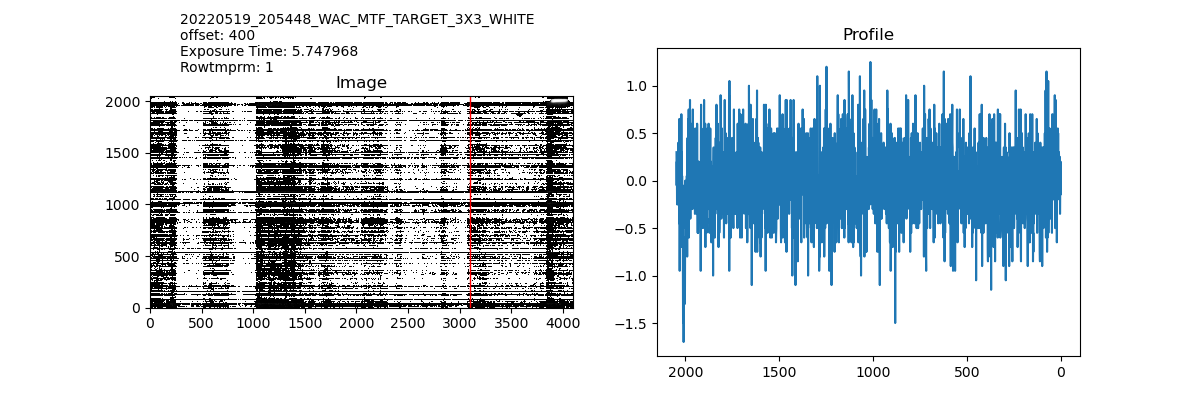 20220519_205448_WAC_MTF_TARGET_3X3_WHITE
offset: 400
Exposure Time: 5.747968
Rowtmprm: 1
Image
2000
1500
1000
500
0
0 500 1000 1500 2000 2500 3000 3500 4000
Profile
1.0
0.5
0.0
−0.5
−1.0
−1.5
2000 1500 1000 500 0